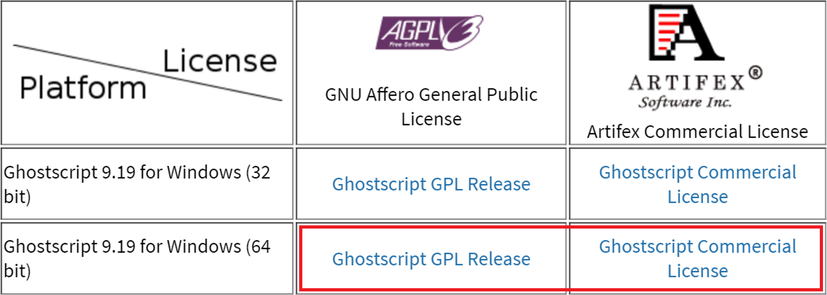 License
Platform
AGPLv3
Free Software
GNU Affero General Public
License
ARTIFEX®
Software Inc.
Artifex Commercial License
Ghostscript 9.19 for Windows (32
bit)
Ghostscript GPL Release
Ghostscript Commercial
License
Ghostscript 9.19 for Windows (64
bit)
Ghostscript GPL Release
Ghostscript Commercial
License